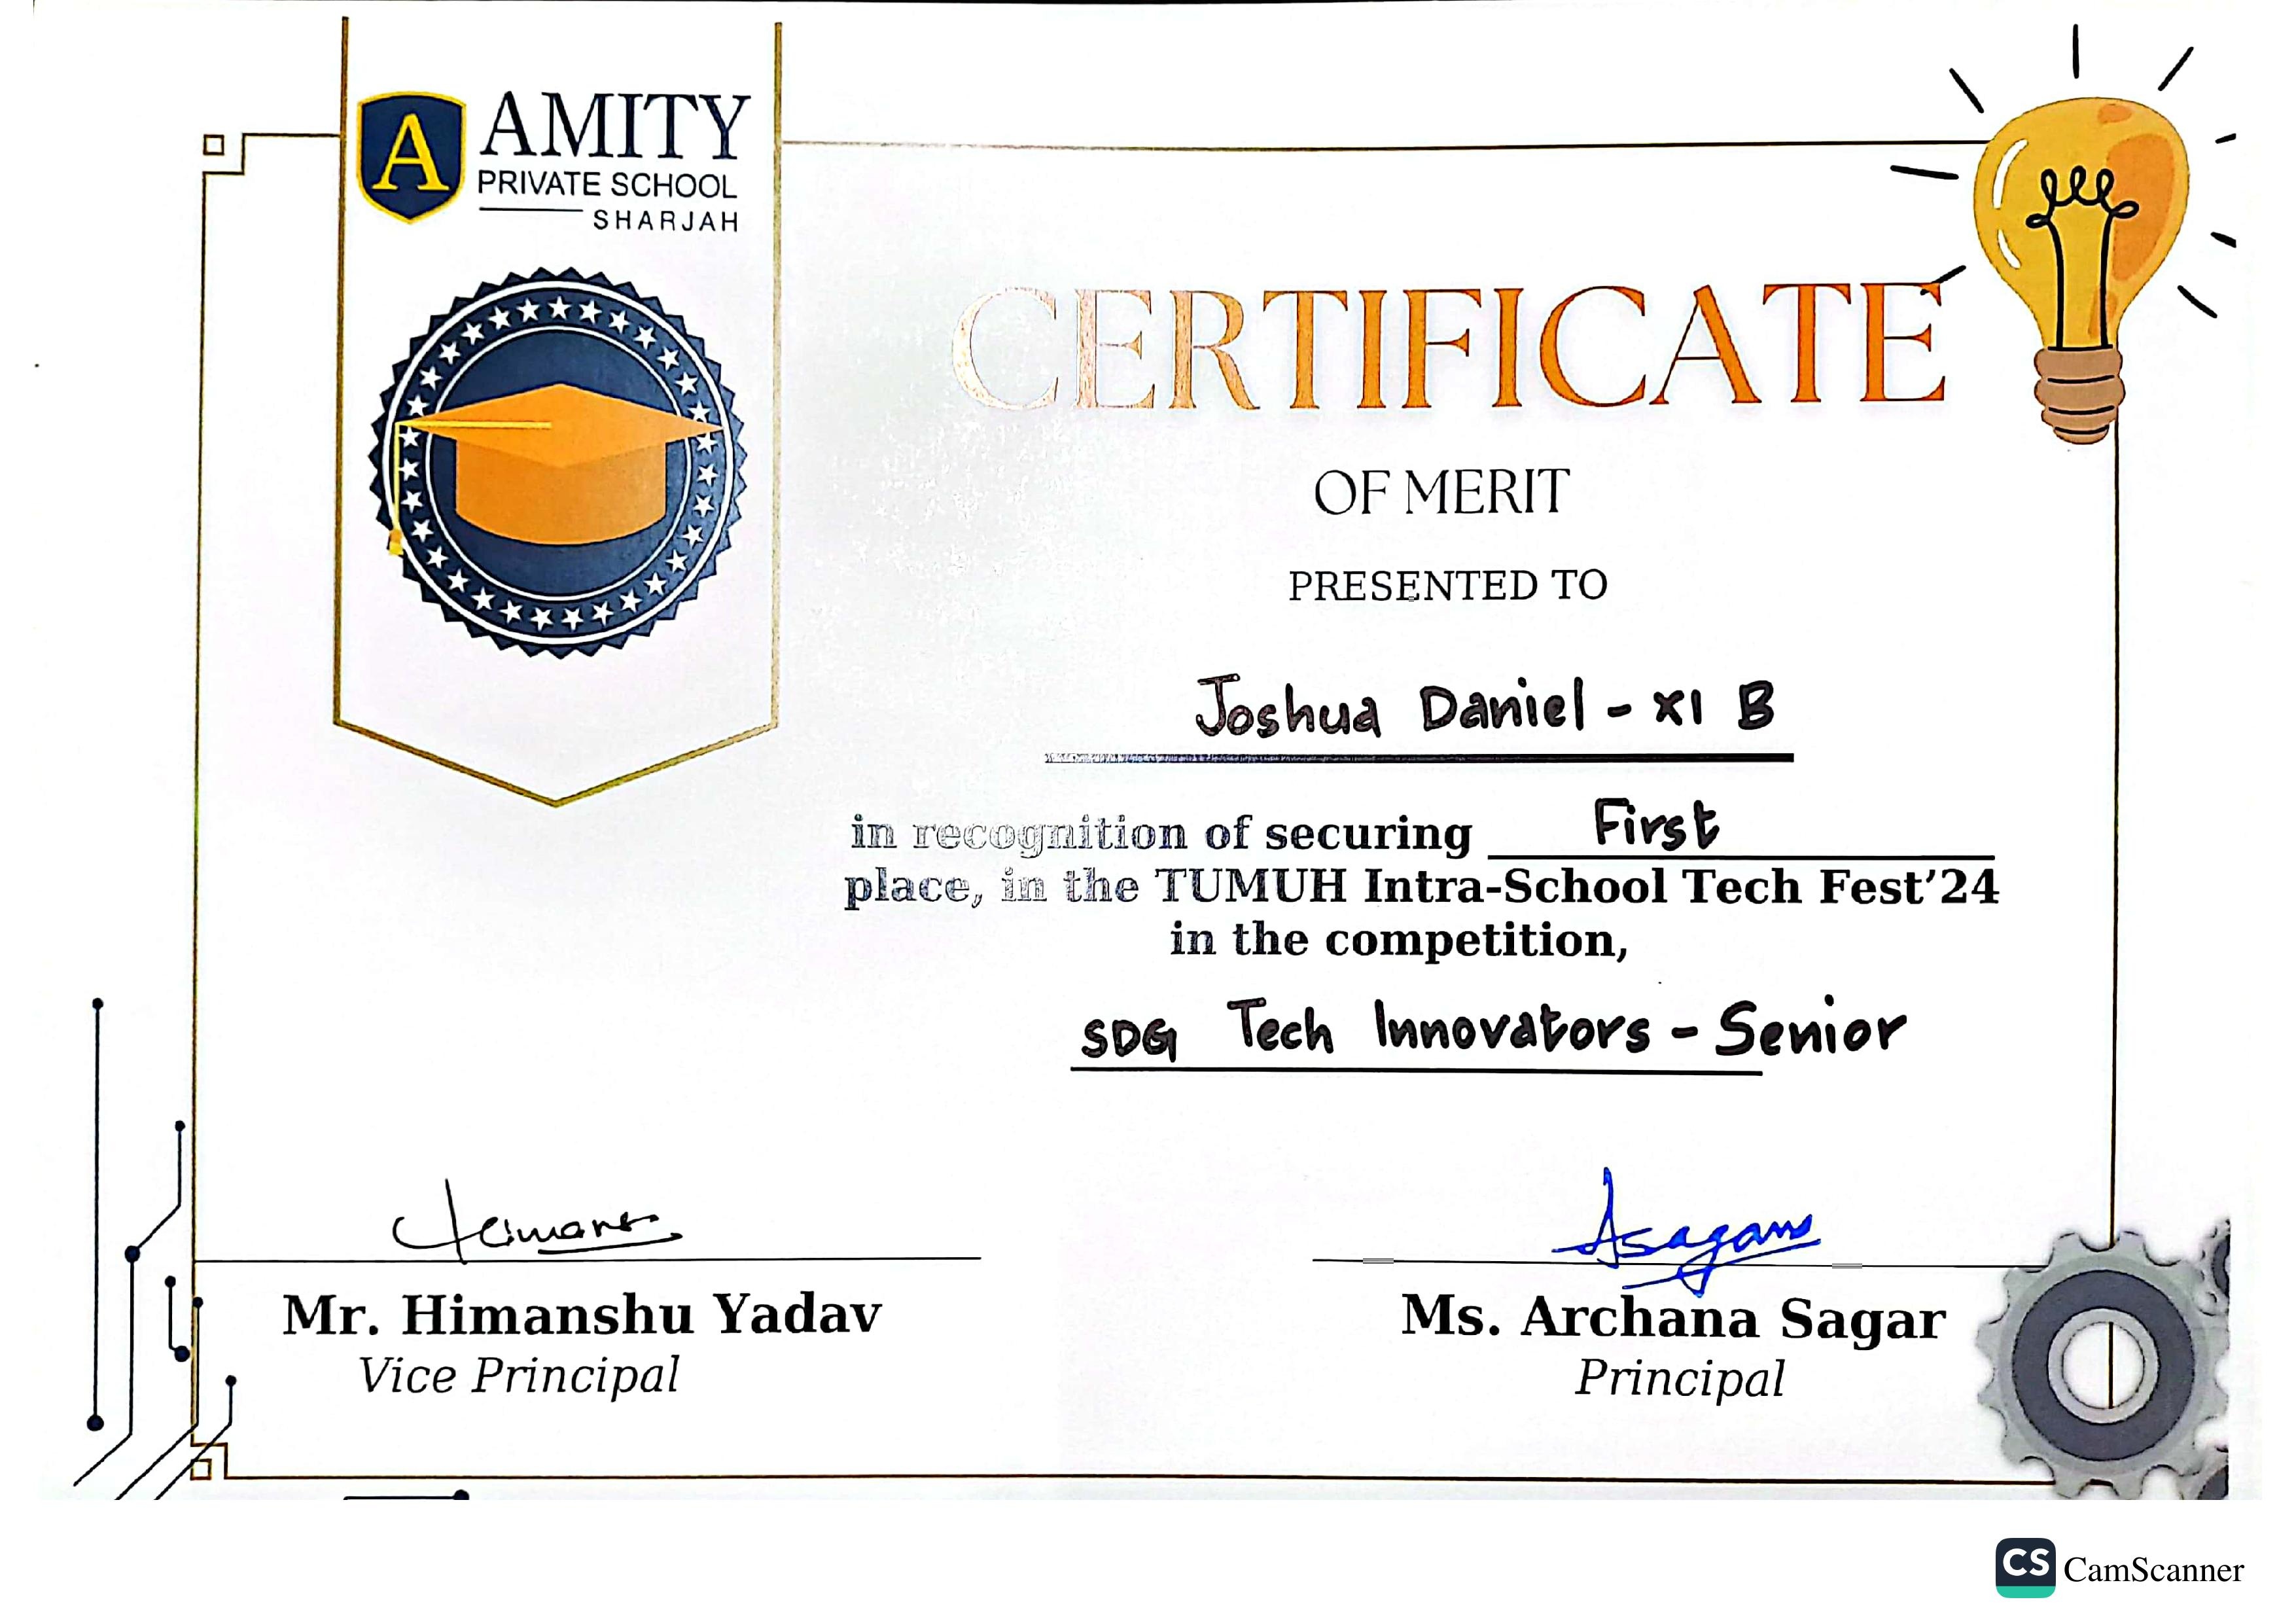 A AMITY
PRIVATE SCHOOL
SHARJAH
CERTIFICATE
OF MERIT
PRESENTED TO
Joshua Daniel - XI B
in recognition of securing First
place, in the TUMUH Intra-School Tech Fest'24
in the competition,
SDG Tech Innovators - Senior
Asagar
Mr. Himanshu Yadav
Vice Principal
Ms. Archana Sagar
Principal
CS CamScanner